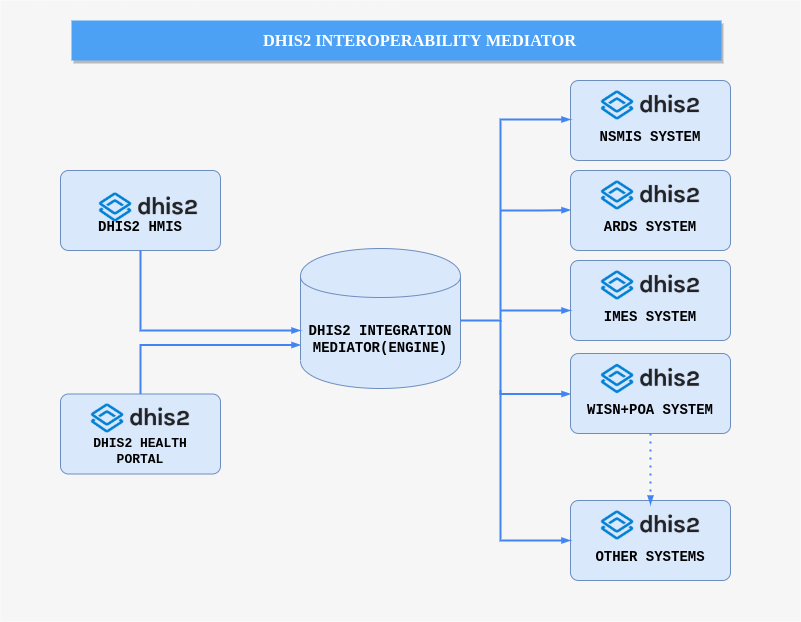 DHIS2 INTEROPERABILITY MEDIATOR
dhis2
NSMIS SYSTEM
dhis2
ARDS SYSTEM
dhis2
DHIS2 HMIS
dhis2
IMES SYSTEM
DHIS2 INTEGRATION
MEDIATOR(ENGINE)
dhis2
WISN+POA SYSTEM
dhis2
DHIS2 HEALTH
PORTAL
dhis2
OTHER SYSTEMS